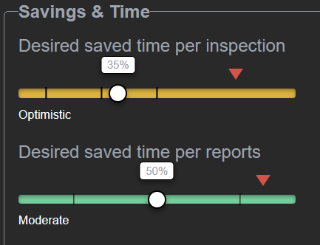 Savings & Time
Desired saved time per inspection
35%
Optimistic
Desired saved time per reports
50%
Moderate